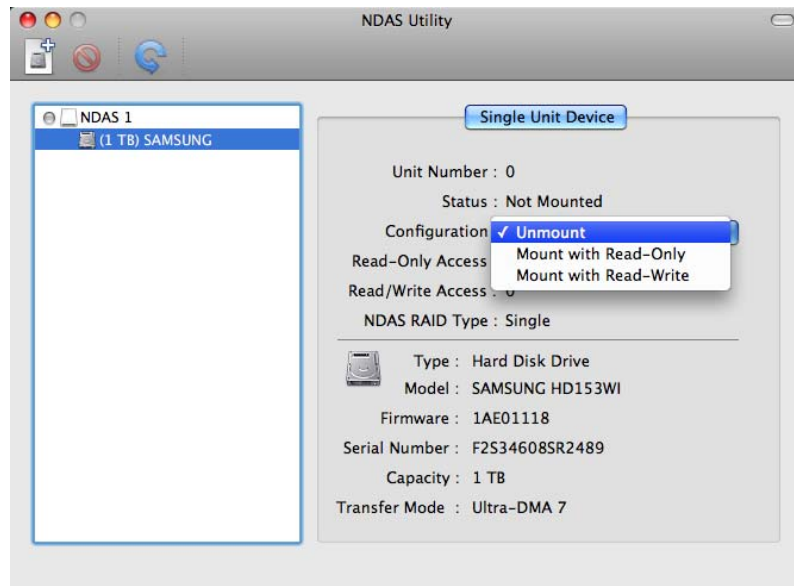 NDAS Utility
NDAS 1
(1 TB) SAMSUNG
Single Unit Device
Unit Number : 0
Status : Not Mounted
Configuration
✓ Unmount
Mount with Read-Only
Mount with Read-Write
Read-Only Access
Read/Write Access : 0
NDAS RAID Type : Single
Type : Hard Disk Drive
Model : SAMSUNG HD153WI
Firmware : 1AE01118
Serial Number : F2S34608SR2489
Capacity : 1 TB
Transfer Mode : Ultra-DMA 7